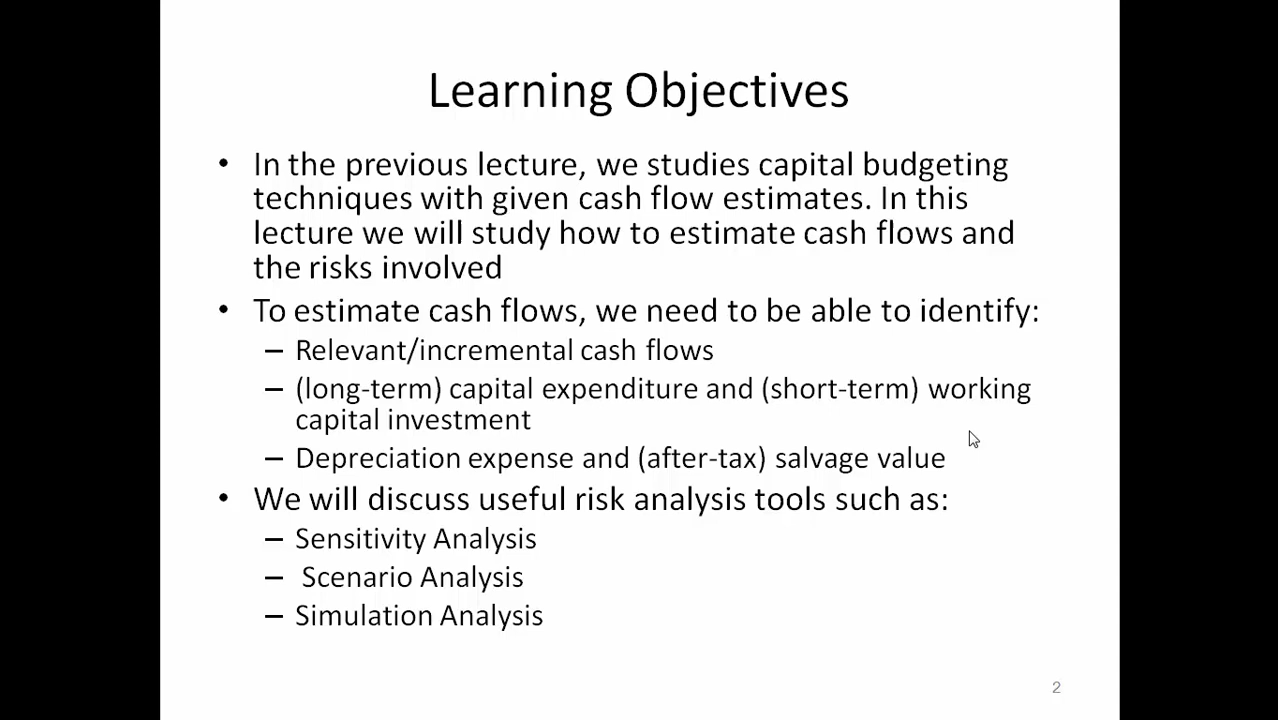 Learning Objectives
• In the previous lecture, we studies capital budgeting
techniques with given cash flow estimates. In this
lecture we will study how to estimate cash flows and
the risks involved
• To estimate cash flows, we need to be able to identify:
– Relevant/incremental cash flows
– (long-term) capital expenditure and (short-term) working
capital investment
– Depreciation expense and (after-tax) salvage value
• We will discuss useful risk analysis tools such as:
– Sensitivity Analysis
– Scenario Analysis
– Simulation Analysis
2